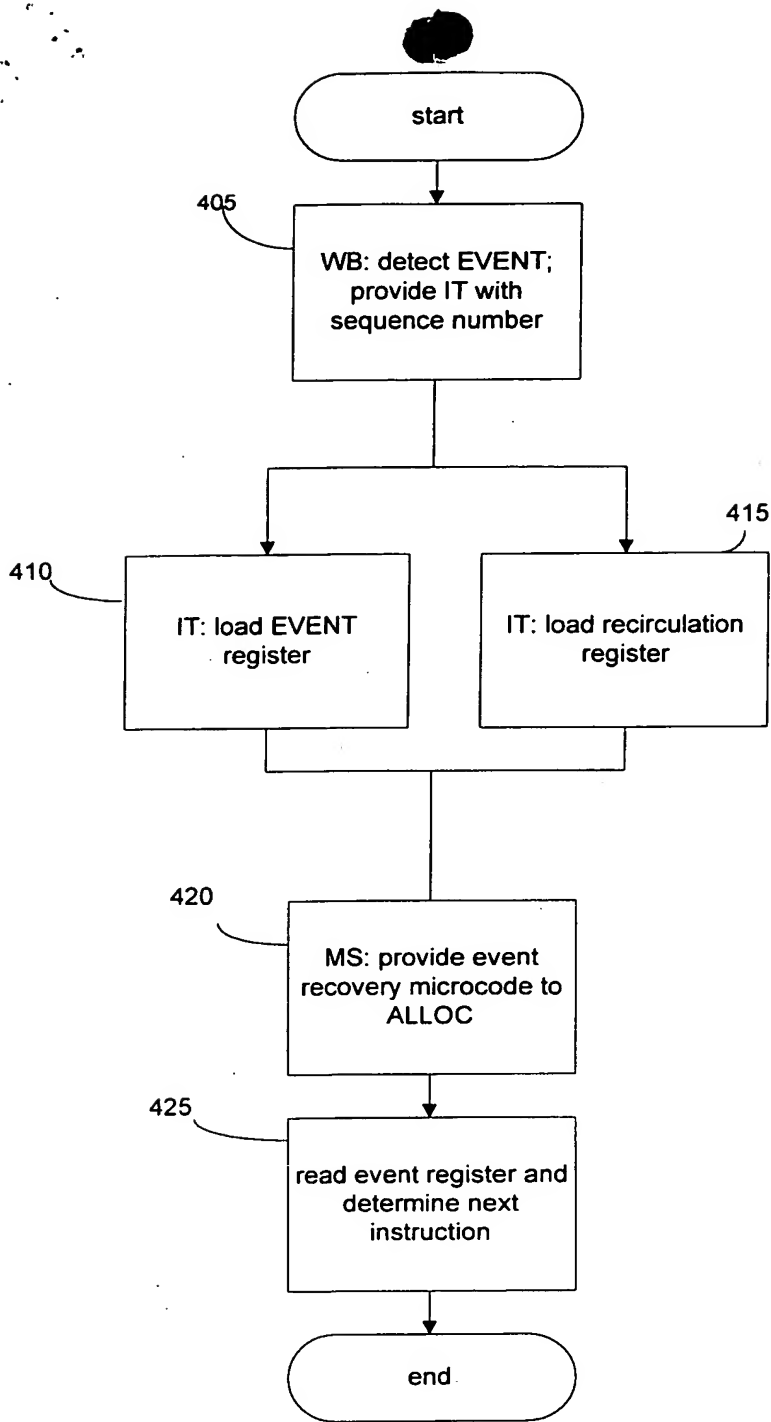 start
405
WB: detect EVENT;
provide IT with
sequence number
415
410
IT: load EVENT
register
IT: load recirculation
register
420
MS: provide event
recovery microcode to
ALLOC
425
read event register and
determine next
instruction
end